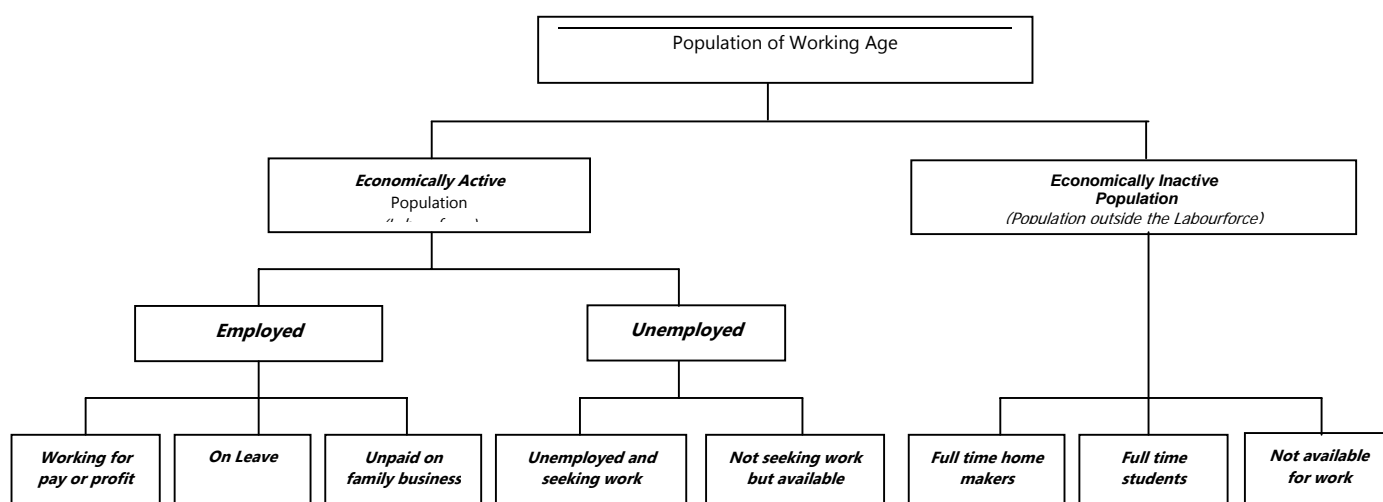 Population of Working Age
Economically Active
Population
Economically Inactive
Population
(Population outside the Labourforce)
Employed
Unemployed
Working for
pay or profit
On Leave
Unpaid on
family business
Unemployed and
seeking work
Not seeking work
but available
Full time home
makers
Full time
students
Not available
for work